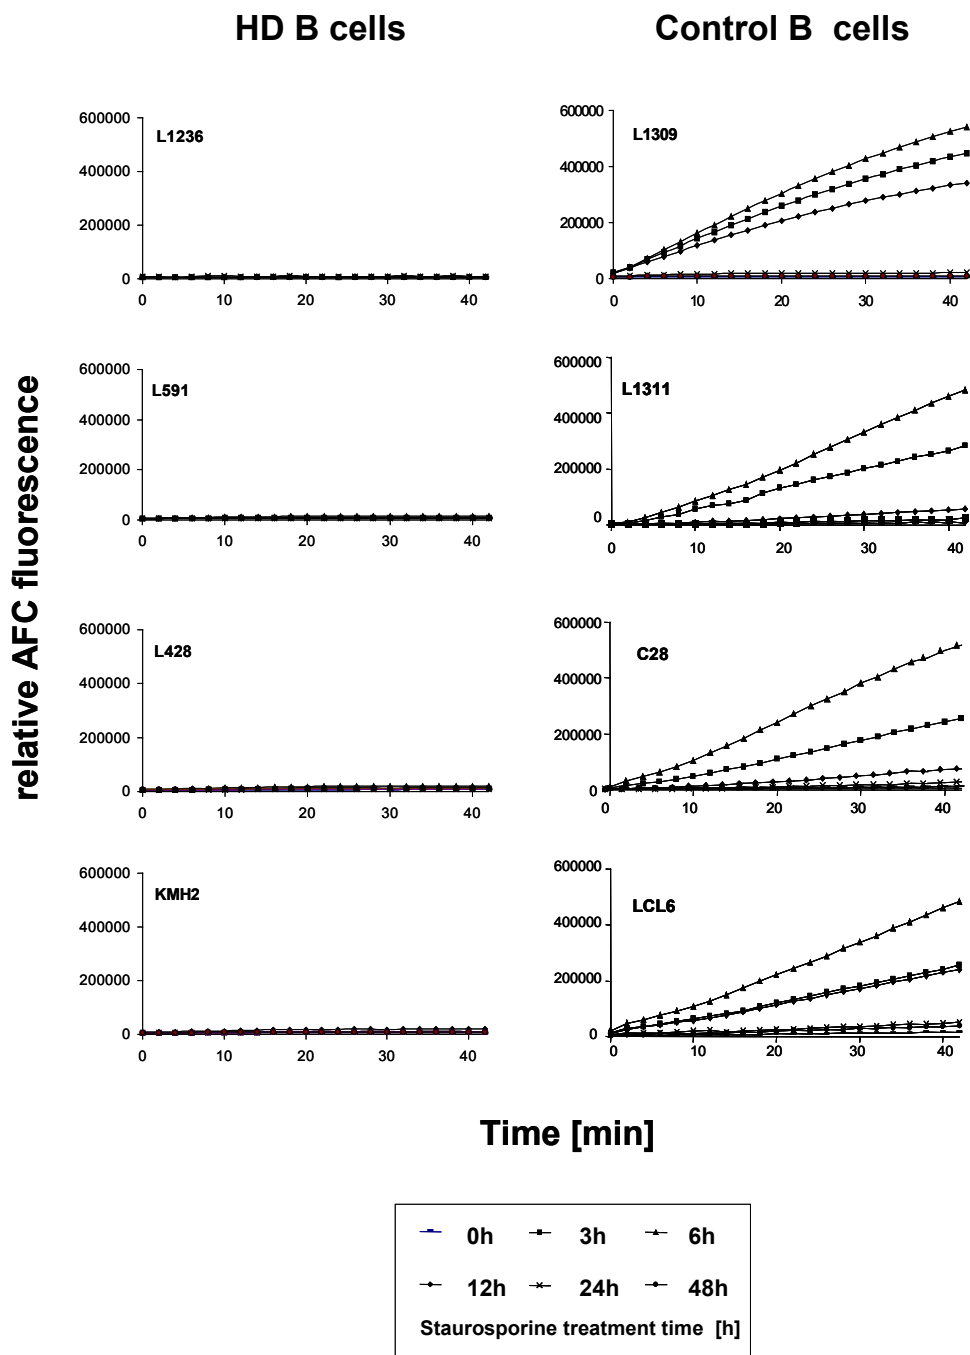 HD B cells
Control B cells
relative AFC fluorescence
600000
400000
200000
0
L1236
0 10 20 30 40
600000
400000
200000
0
L1309
0 10 20 30 40
600000
400000
200000
0
L591
0 10 20 30 40
600000
400000
200000
0
L1311
0 10 20 30 40
600000
400000
200000
0
L428
0 10 20 30 40
600000
400000
200000
0
C28
0 10 20 30 40
600000
400000
200000
0
KMH2
0 10 20 30 40
600000
400000
200000
0
LCL6
0 10 20 30 40
Time [min]
0h 3h 6h
12h 24h 48h
Staurosporine treatment time [h]